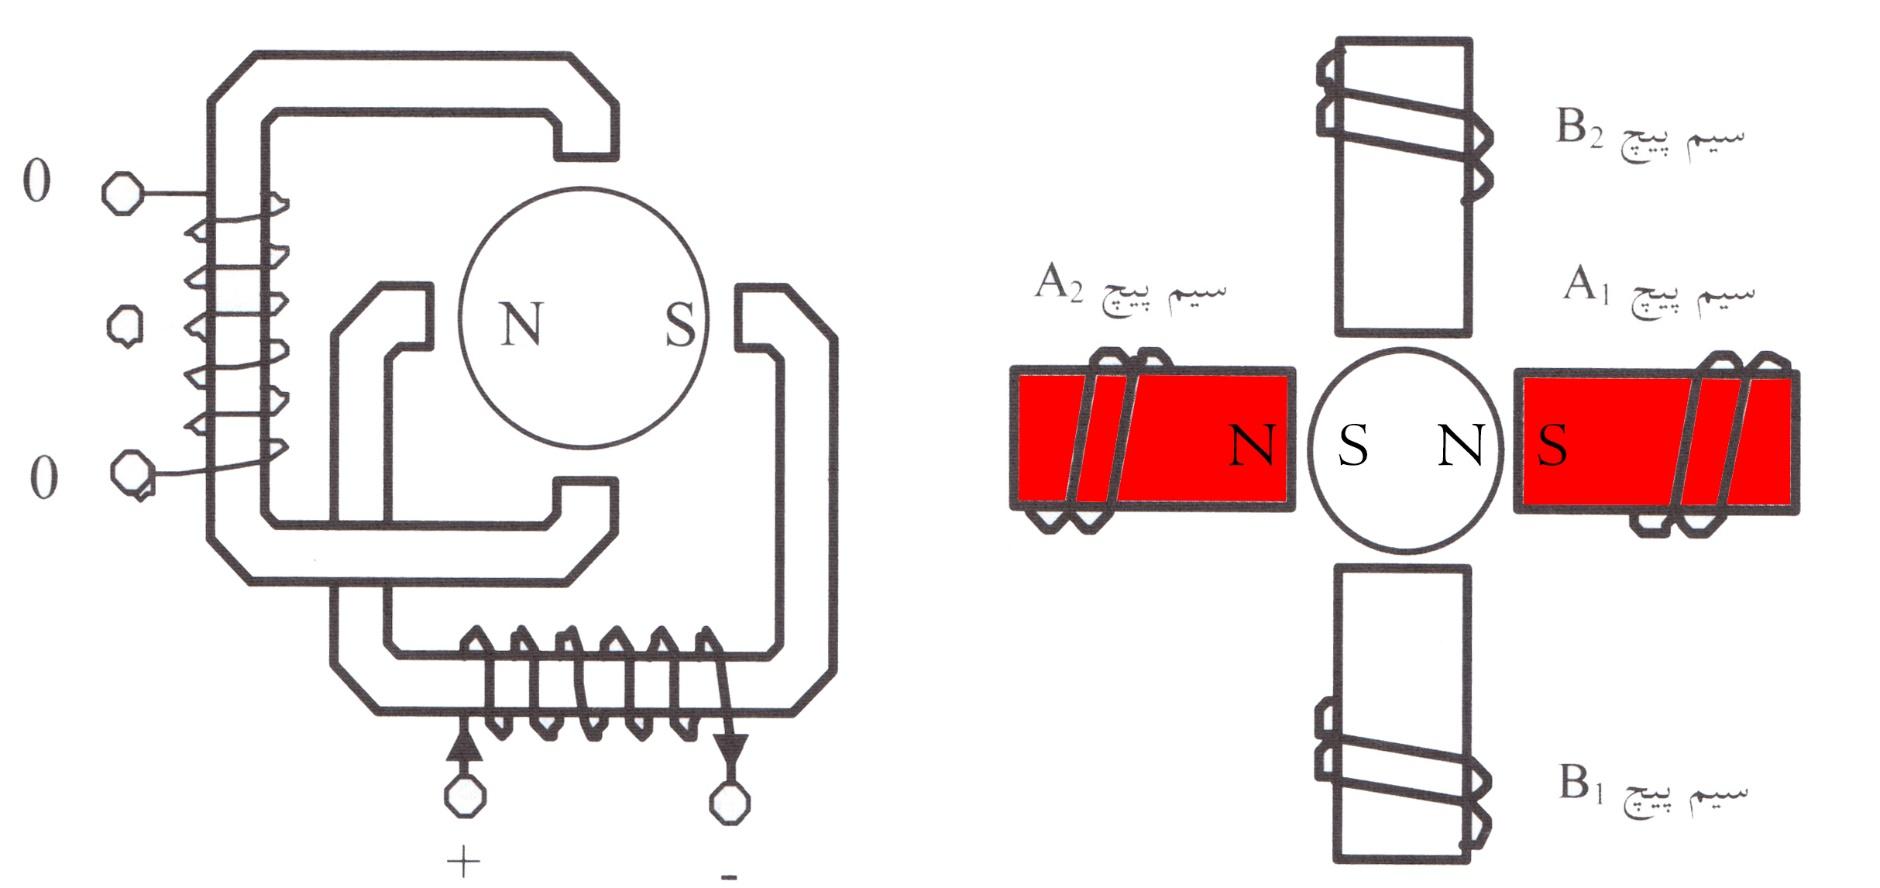 0
0
N S
+ -
سیم پیچ B2
سیم پیچ A2
سیم پیچ A1
N S N S
سیم پیچ B1